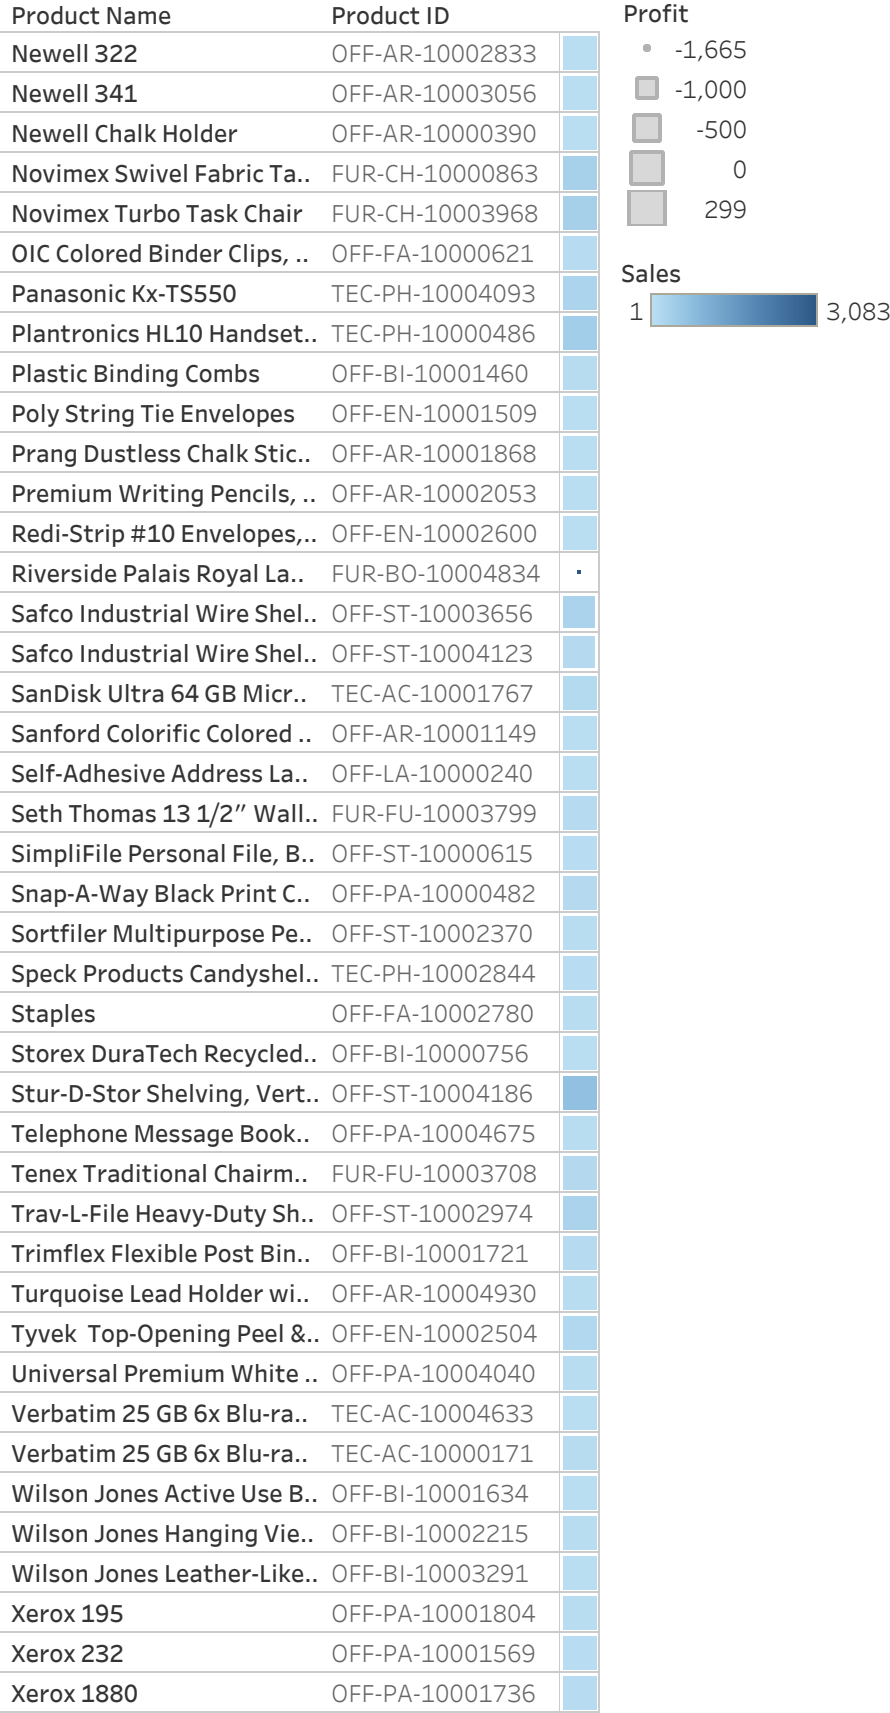 Product Name Product ID
Newell 322 OFF-AR-10002833
Newell 341 OFF-AR-10003056
Newell Chalk Holder OFF-AR-10000390
Novimex Swivel Fabric Ta.. FUR-CH-10000863
Novimex Turbo Task Chair FUR-CH-10003968
OIC Colored Binder Clips, .. OFF-FA-10000621
Panasonic Kx-TS550 TEC-PH-10004093
Plantronics HL10 Handset.. TEC-PH-10000486
Plastic Binding Combs OFF-BI-10001460
Poly String Tie Envelopes OFF-EN-10001509
Prang Dustless Chalk Stic.. OFF-AR-10001868
Premium Writing Pencils, .. OFF-AR-10002053
Redi-Strip #10 Envelopes,.. OFF-EN-10002600
Riverside Palais Royal La.. FUR-BO-10004834
Safco Industrial Wire Shel.. OFF-ST-10003656
Safco Industrial Wire Shel.. OFF-ST-10004123
SanDisk Ultra 64 GB Micr.. TEC-AC-10001767
Sanford Colorific Colored .. OFF-AR-10001149
Self-Adhesive Address La.. OFF-LA-10000240
Seth Thomas 13 1/2" Wall.. FUR-FU-10003799
SimpliFile Personal File, B.. OFF-ST-10000615
Snap-A-Way Black Print C.. OFF-PA-10000482
Sortfiler Multipurpose Pe.. OFF-ST-10002370
Speck Products Candyshel.. TEC-PH-10002844
Staples OFF-FA-10002780
Storex DuraTech Recycled.. OFF-BI-10000756
Stur-D-Stor Shelving, Vert.. OFF-ST-10004186
Telephone Message Book.. OFF-PA-10004675
Tenex Traditional Chairm.. FUR-FU-10003708
Trav-L-File Heavy-Duty Sh.. OFF-ST-10002974
Trimflex Flexible Post Bin.. OFF-BI-10001721
Turquoise Lead Holder wi.. OFF-AR-10004930
Tyvek  Top-Opening Peel &.. OFF-EN-10002504
Universal Premium White .. OFF-PA-10004040
Verbatim 25 GB 6x Blu-ra.. TEC-AC-10004633
Verbatim 25 GB 6x Blu-ra.. TEC-AC-10000171
Wilson Jones Active Use B.. OFF-BI-10001634
Wilson Jones Hanging Vie.. OFF-BI-10002215
Wilson Jones Leather-Like.. OFF-BI-10003291
Xerox 195 OFF-PA-10001804
Xerox 232 OFF-PA-10001569
Xerox 1880 OFF-PA-10001736
Profit
-1,665
-1,000
-500
0
299
Sales
1 3,083